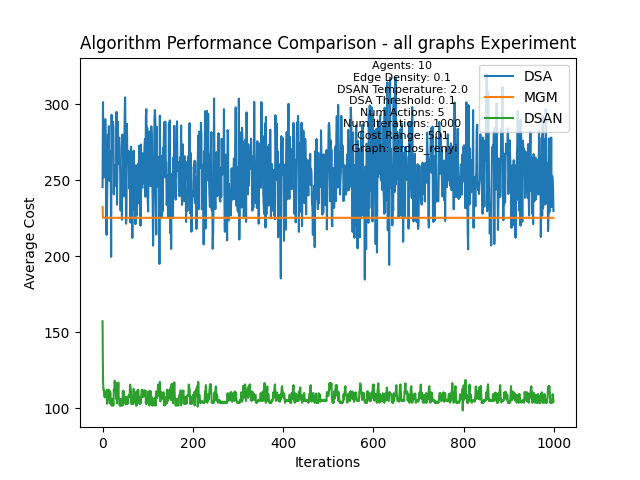 Algorithm Performance Comparison - all graphs Experiment
Agents: 10
Edge Density: 0.1
DSAN Temperature: 2.0
DSA Threshold: 0.1
Num Actions: 5
Num Iterations: 1000
Cost Range: 501
Graph: erdos_renyi
DSA
MGM
DSAN
Average Cost
300
250
200
150
100
0 200 400 600 800 1000
Iterations